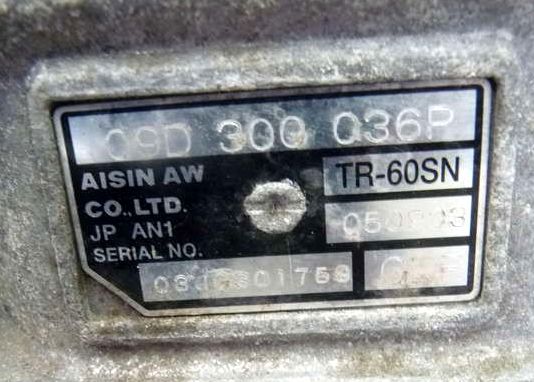 09D 300 036P
AISIN AW
CO.,LTD.
TR-60SN
JP AN1
SERIAL NO.